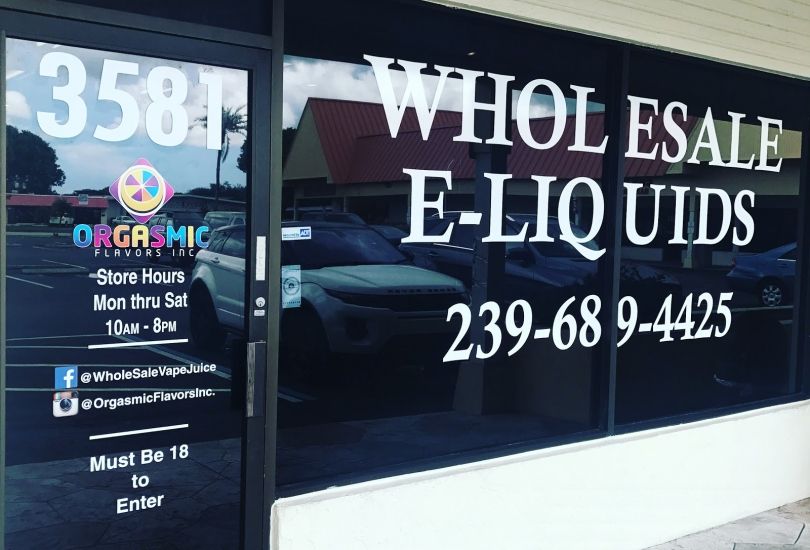 3581
ORGASMIC
FLAVORS INC
Store Hours
Mon thru Sat
10AM - 8PM
@WholeSaleVapeJuice
@OrgasmicFlavorsInc.
Must Be 18
to
Enter
WHOLESALE
E-LIQUIDS
239-689-4425
ADT